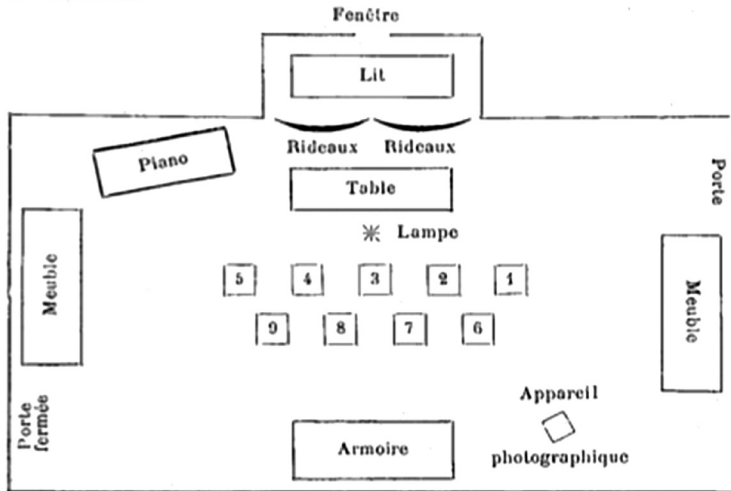 Fenêtre
Lit
Rideaux Rideaux
Piano
Table
Porte
Lampe
Meuble
5 4 3 2 1
Meuble
9 8 7 6
Porte
fermée
Appareil
Armoire
photographique